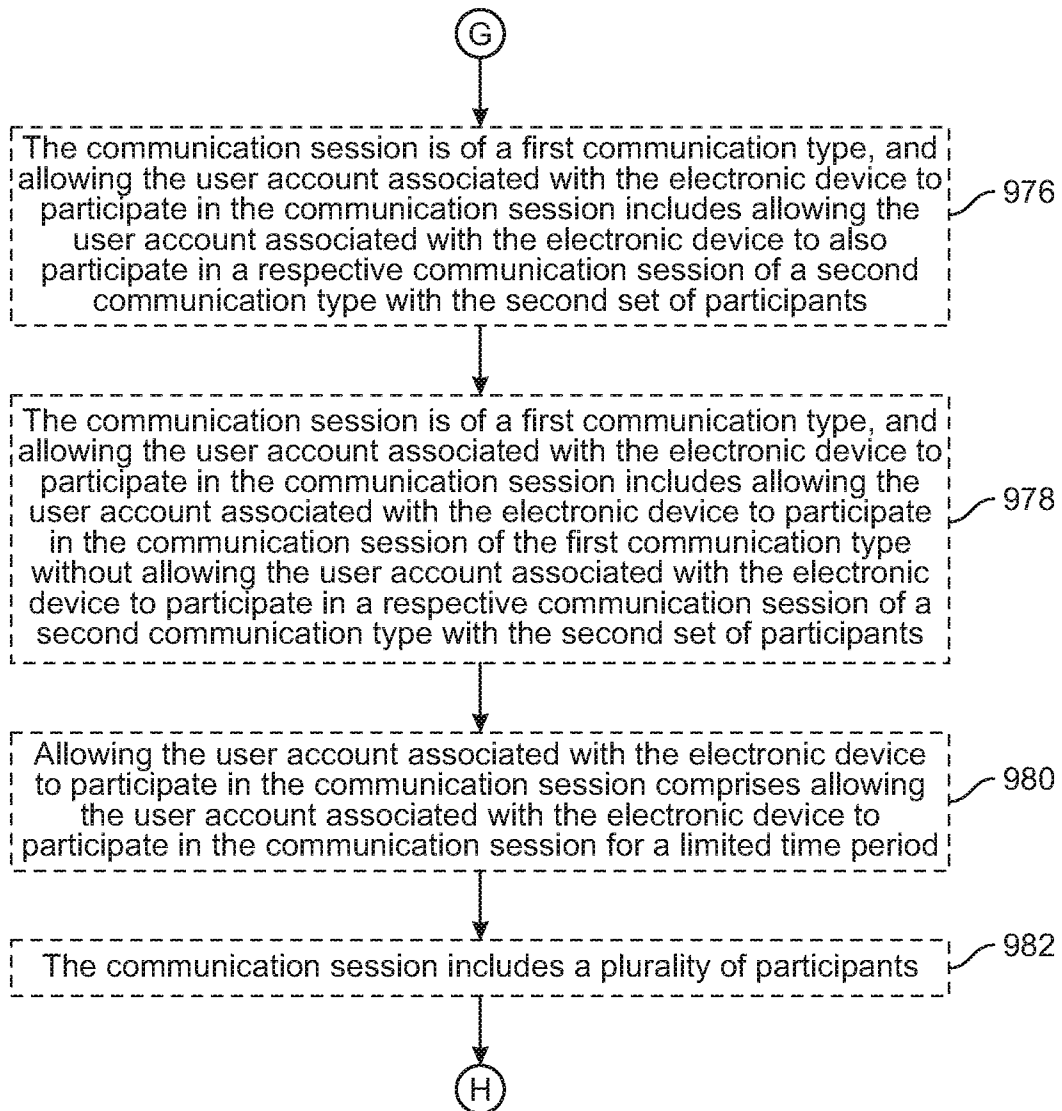 G
The communication session is of a first communication type, and
allowing the user account associated with the electronic device to
participate in the communication session includes allowing the
user account associated with the electronic device to also
participate in a respective communication session of a second
communication type with the second set of participants
976
The communication session is of a first communication type, and
allowing the user account associated with the electronic device to
participate in the communication session includes allowing the
user account associated with the electronic device to participate
in the communication session of the first communication type
without allowing the user account associated with the electronic
device to participate in a respective communication session of a
second communication type with the second set of participants
978
Allowing the user account associated with the electronic device
to participate in the communication session comprises allowing
the user account associated with the electronic device to
participate in the communication session for a limited time period
980
The communication session includes a plurality of participants
982
H